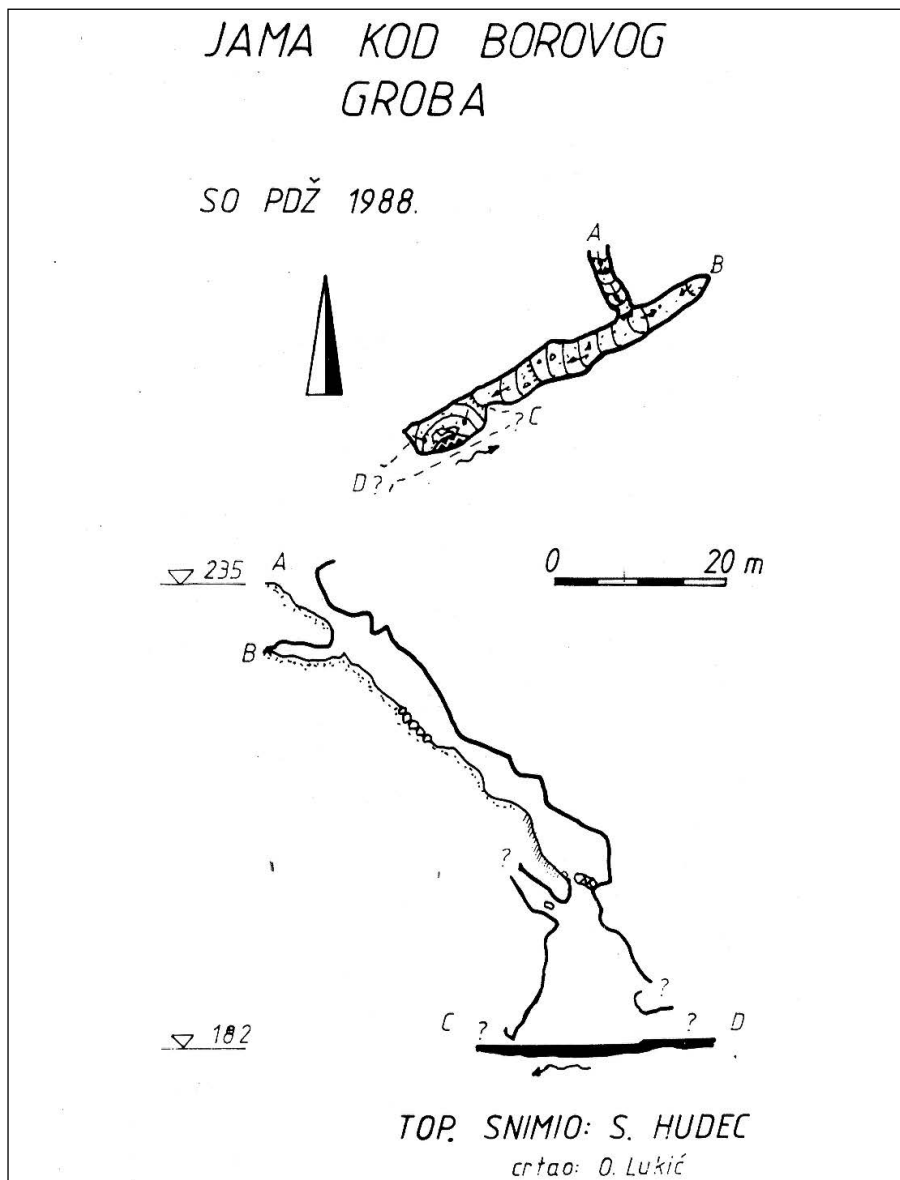 JAMA KOD BOROVOG
GROBA
SO PDŽ 1988.
A
B
? C
D ?
235
A
0 20 m
B
?
?
C ? ? D
182
TOP. SNIMIO: S. HUDEC
crtao: O. Lukić